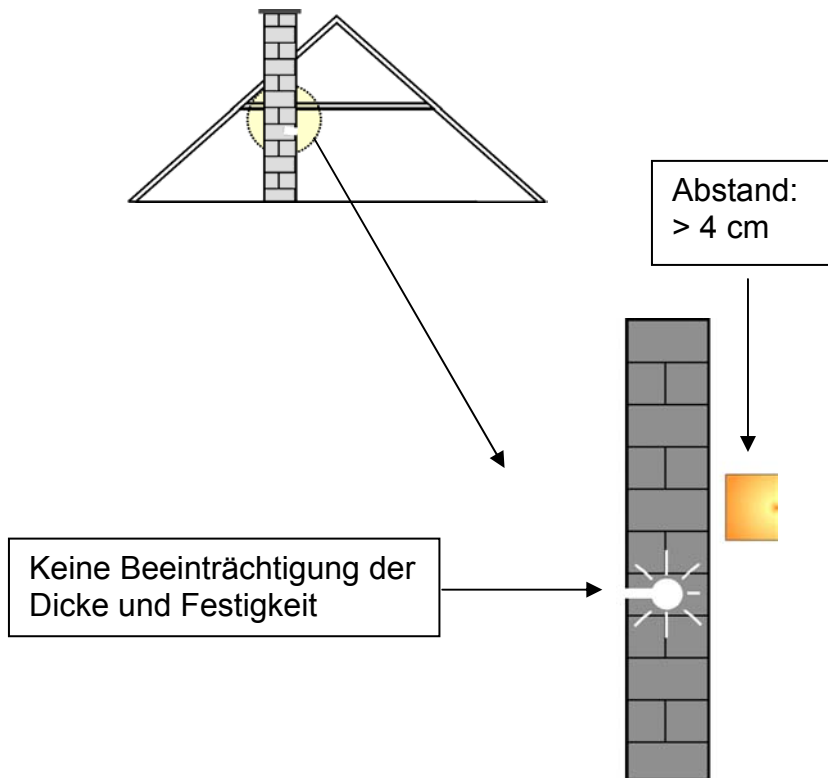 Abstand:
> 4 cm
Keine Beeinträchtigung der
Dicke und Festigkeit